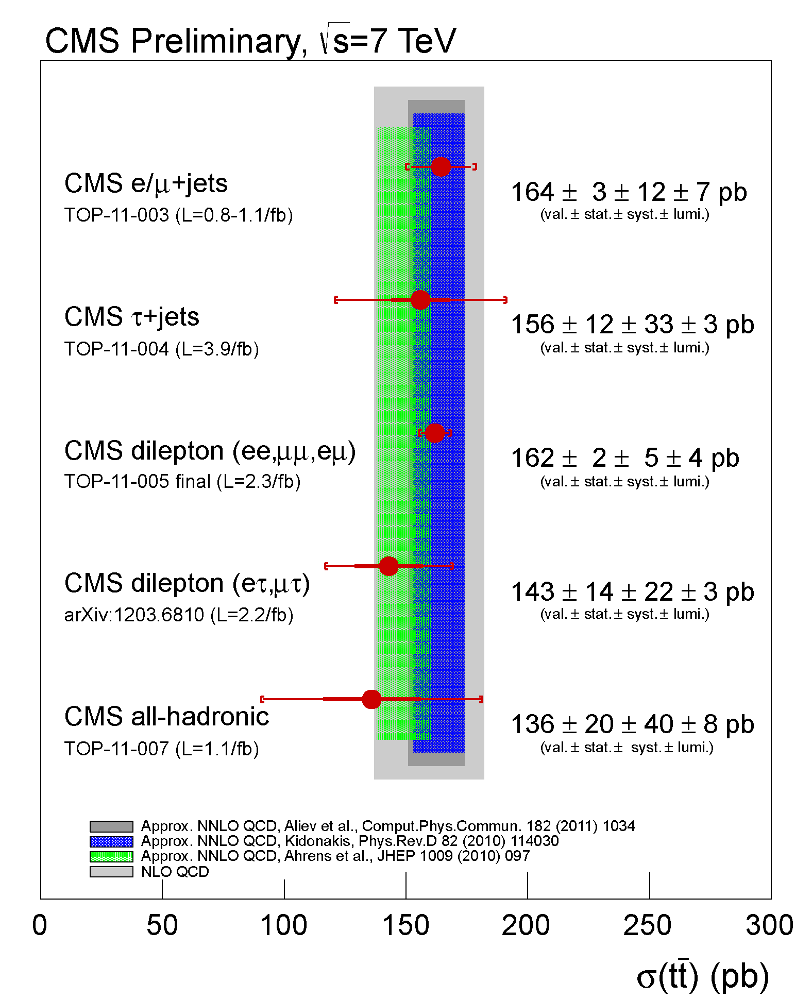 CMS Preliminary, √s=7 TeV
CMS e/μ+jets
TOP-11-003 (L=0.8-1.1/fb)
164 ± 3 ± 12 ± 7 pb
(val. ± stat. ± syst. ± lumi.)
CMS τ+jets
TOP-11-004 (L=3.9/fb)
156 ± 12 ± 33 ± 3 pb
(val. ± stat. ± syst. ± lumi.)
CMS dilepton (ee,μμ,eμ)
TOP-11-005 final (L=2.3/fb)
162 ± 2 ± 5 ± 4 pb
(val. ± stat. ± syst. ± lumi.)
CMS dilepton (eτ,μτ)
arXiv:1203.6810 (L=2.2/fb)
143 ± 14 ± 22 ± 3 pb
(val. ± stat. ± syst. ± lumi.)
CMS all-hadronic
TOP-11-007 (L=1.1/fb)
136 ± 20 ± 40 ± 8 pb
(val. ± stat. ± syst. ± lumi.)
Approx. NNLO QCD, Aliev et al., Comput.Phys.Commun. 182 (2011) 1034
Approx. NNLO QCD, Kidonakis, Phys.Rev.D 82 (2010) 114030
Approx. NNLO QCD, Ahrens et al., JHEP 1009 (2010) 097
NLO QCD
0 50 100 150 200 250 300
σ(tt̄) (pb)